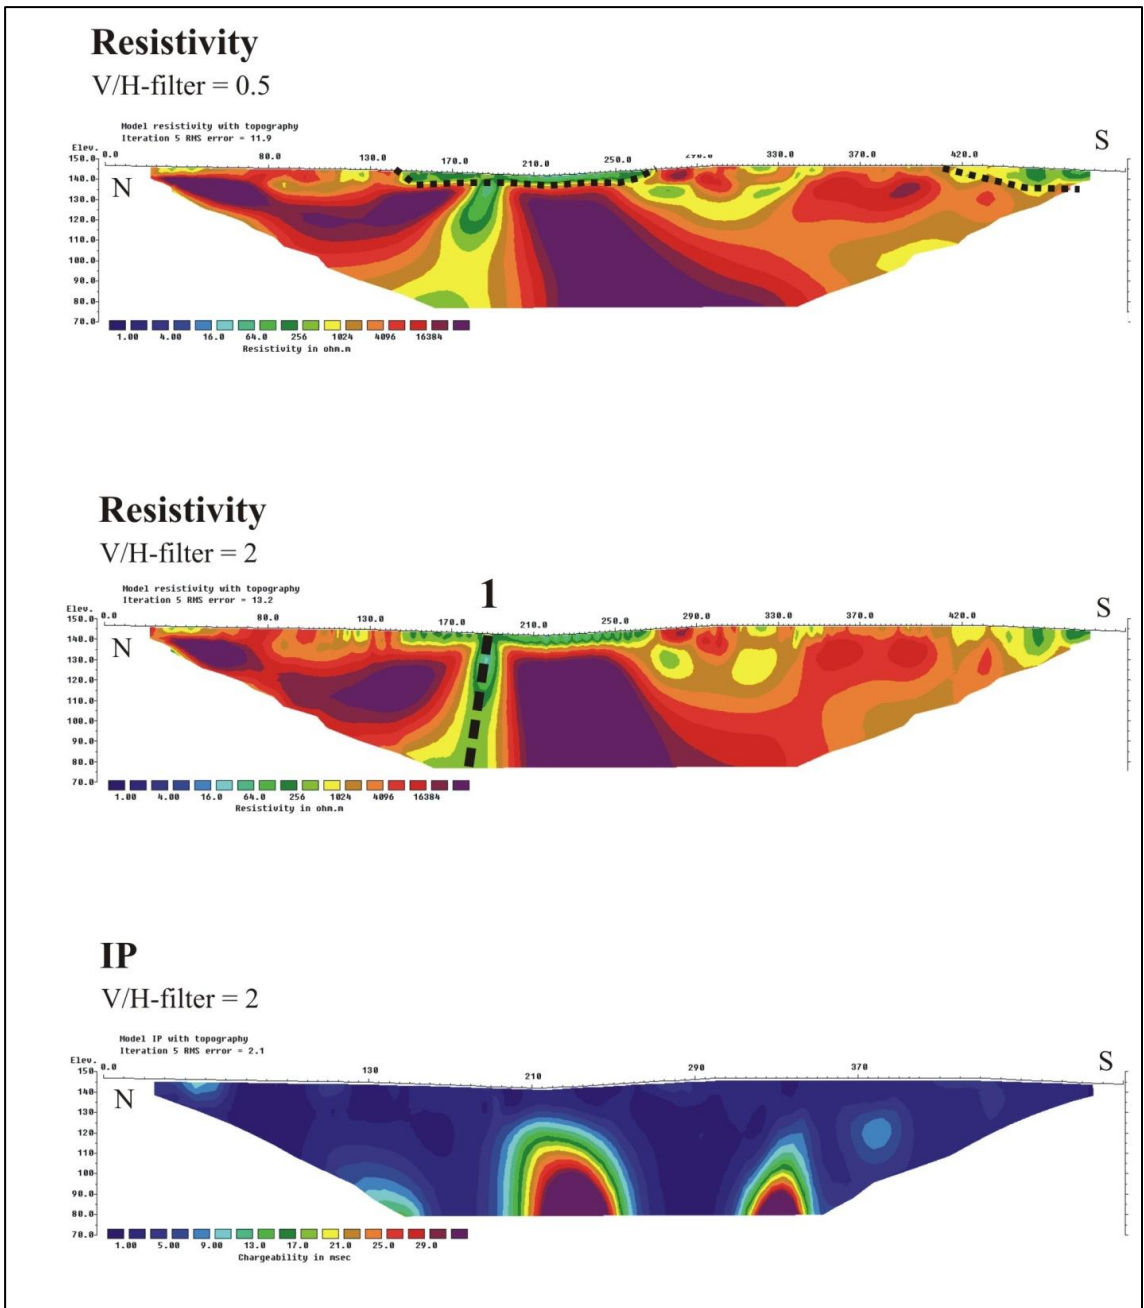 Resistivity
V/H-filter = 0.5
Model resistivity with topography
Iteration 5 RMS error = 11.9
Elev.
0.0 80.0 130.0 170.0 210.0 250.0 330.0 370.0 420.0
S
150.0
140.0
N
130.0
110.0
100.0
90.0
80.0
70.0
1.00 4.00 16.0 64.0 256 1024 4096 16384
Resistivity in ohm.m
Resistivity
V/H-filter = 2
1
Model resistivity with topography
Iteration 5 RMS error = 13.2
Elev.
0.0 80.0 130.0 170.0 210.0 250.0 290.0 330.0 370.0 420.0
S
150.0
140.0
N
130.0
110.0
100.0
90.0
80.0
70.0
1.00 4.00 16.0 64.0 256 1024 4096 16384
Resistivity in ohm.m
IP
V/H-filter = 2
Model IP with topography
Iteration 5 RMS error = 2.1
Elev.
0.0 130 210 290 370
S
150
140
N
130
120
100
90.0
80.0
70.0
1.00 5.00 9.00 13.0 17.0 21.0 25.0 29.0
Chargeability in msec